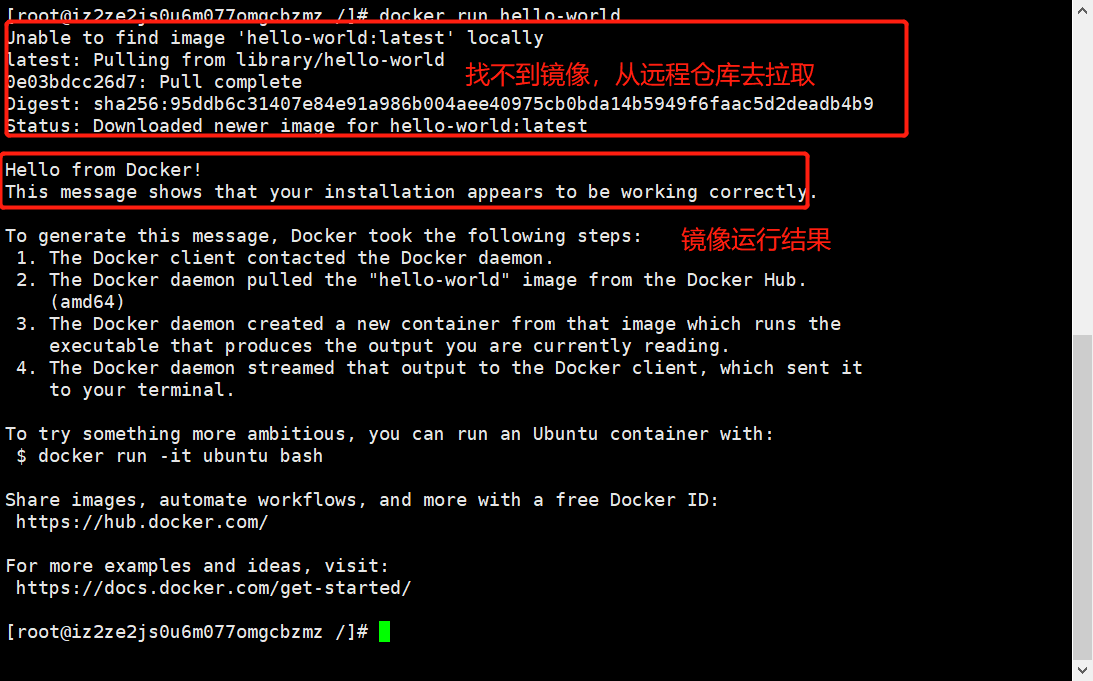 [root@iz2ze2js0u6m077omgcbzmz /]# docker run hello-world
Unable to find image 'hello-world:latest' locally
latest: Pulling from library/hello-world
0e03bdcc26d7: Pull complete
找不到镜像，从远程仓库去拉取
Digest: sha256:95ddb6c31407e84e91a986b004aee40975cb0bda14b5949f6faac5d2deadb4b9
Status: Downloaded newer image for hello-world:latest
Hello from Docker!
This message shows that your installation appears to be working correctly.
To generate this message, Docker took the following steps:
镜像运行结果
1. The Docker client contacted the Docker daemon.
2. The Docker daemon pulled the "hello-world" image from the Docker Hub.
(amd64)
3. The Docker daemon created a new container from that image which runs the
executable that produces the output you are currently reading.
4. The Docker daemon streamed that output to the Docker client, which sent it
to your terminal.
To try something more ambitious, you can run an Ubuntu container with:
$ docker run -it ubuntu bash
Share images, automate workflows, and more with a free Docker ID:
https://hub.docker.com/
For more examples and ideas, visit:
https://docs.docker.com/get-started/
[root@iz2ze2js0u6m077omgcbzmz /]#